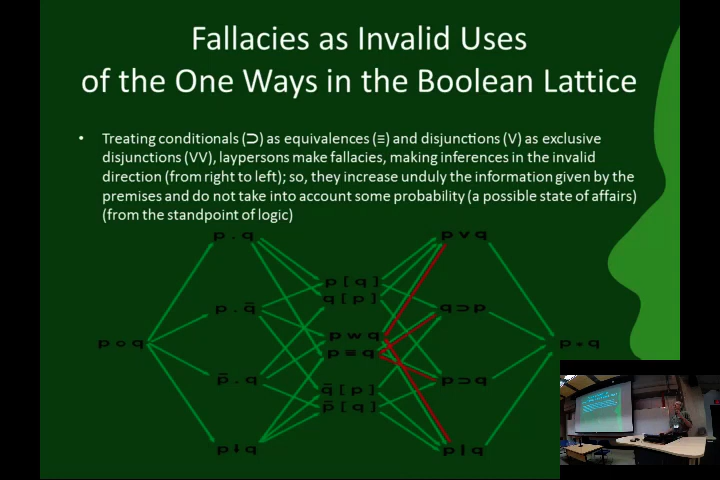 Fallacies as Invalid Uses
of the One Ways in the Boolean Lattice
• Treating conditionals (⊃) as equivalences (≡) and disjunctions (V) as exclusive
disjunctions (VV), laypersons make fallacies, making inferences in the invalid
direction (from right to left); so, they increase unduly the information given by the
premises and do not take into account some probability (a possible state of affairs)
(from the standpoint of logic)
p . q
p ∨ q
p [ q ]
q [ p ]
p . q̄
q ⊃ p
p w q
p ≡ q
p o q
p * q
p̄ . q
p ⊃ q
q̄ [ p ]
p̄ [ q ]
p ↓ q
p | q